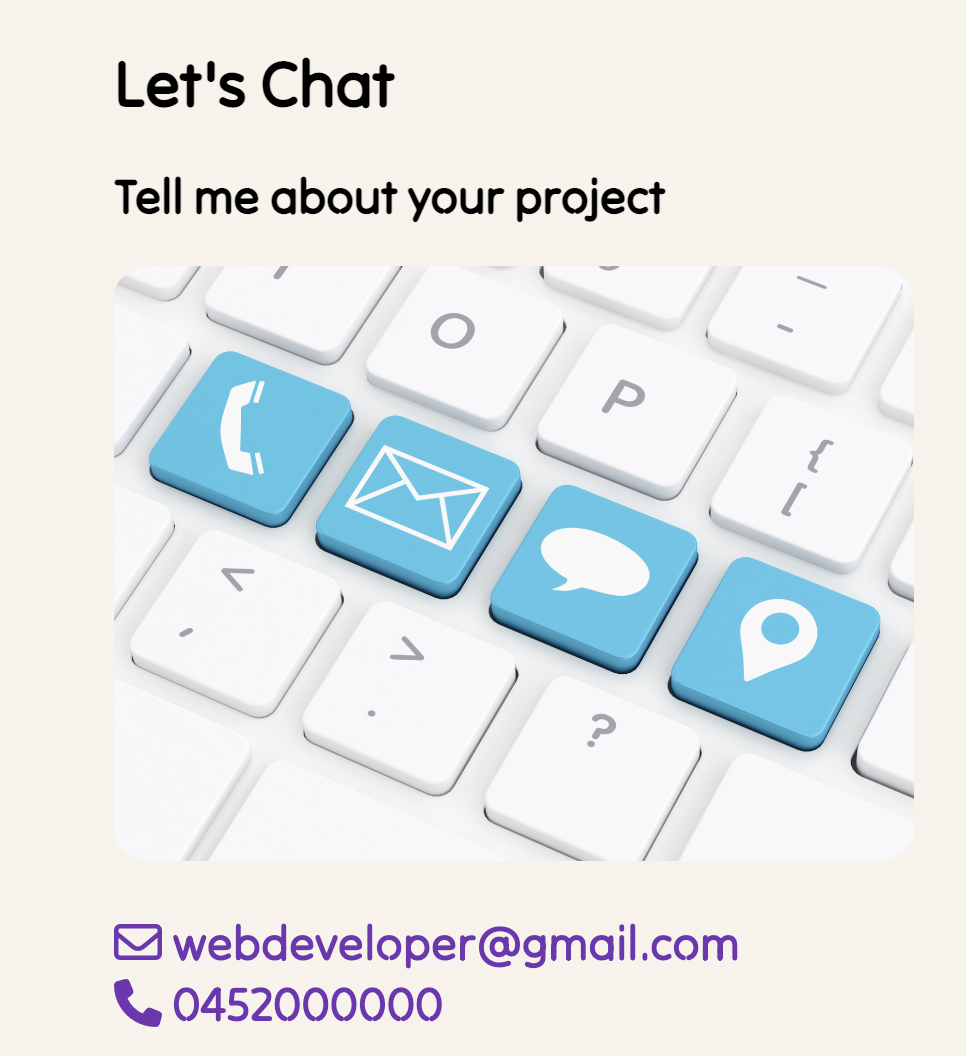 Let's Chat
Tell me about your project
O
P
{
[
<
,
>
.
?
webdeveloper@gmail.com
0452000000